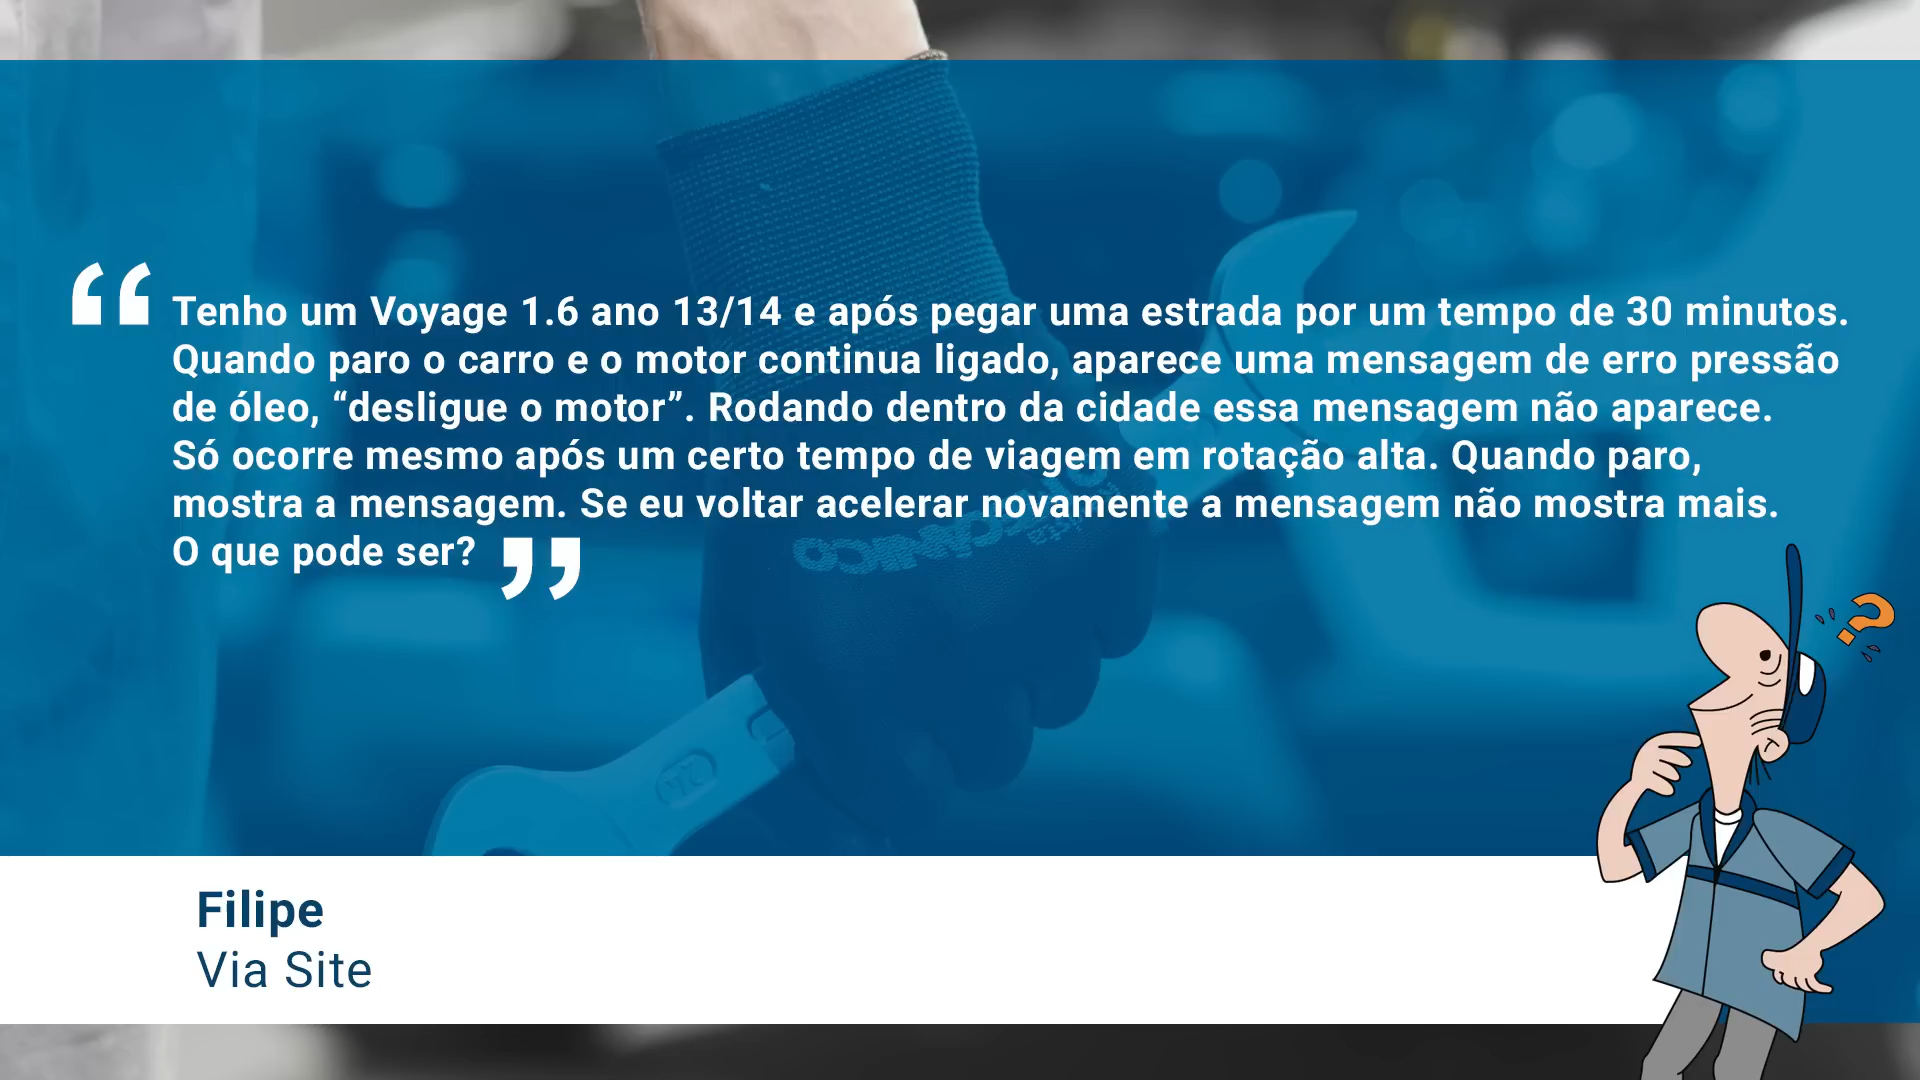 “Tenho um Voyage 1.6 ano 13/14 e após pegar uma estrada por um tempo de 30 minutos.
Quando paro o carro e o motor continua ligado, aparece uma mensagem de erro pressão
de óleo, “desligue o motor”. Rodando dentro da cidade essa mensagem não aparece.
Só ocorre mesmo após um certo tempo de viagem em rotação alta. Quando paro,
mostra a mensagem. Se eu voltar acelerar novamente a mensagem não mostra mais.
O que pode ser?”
MECÂNICO
Filipe
Via Site